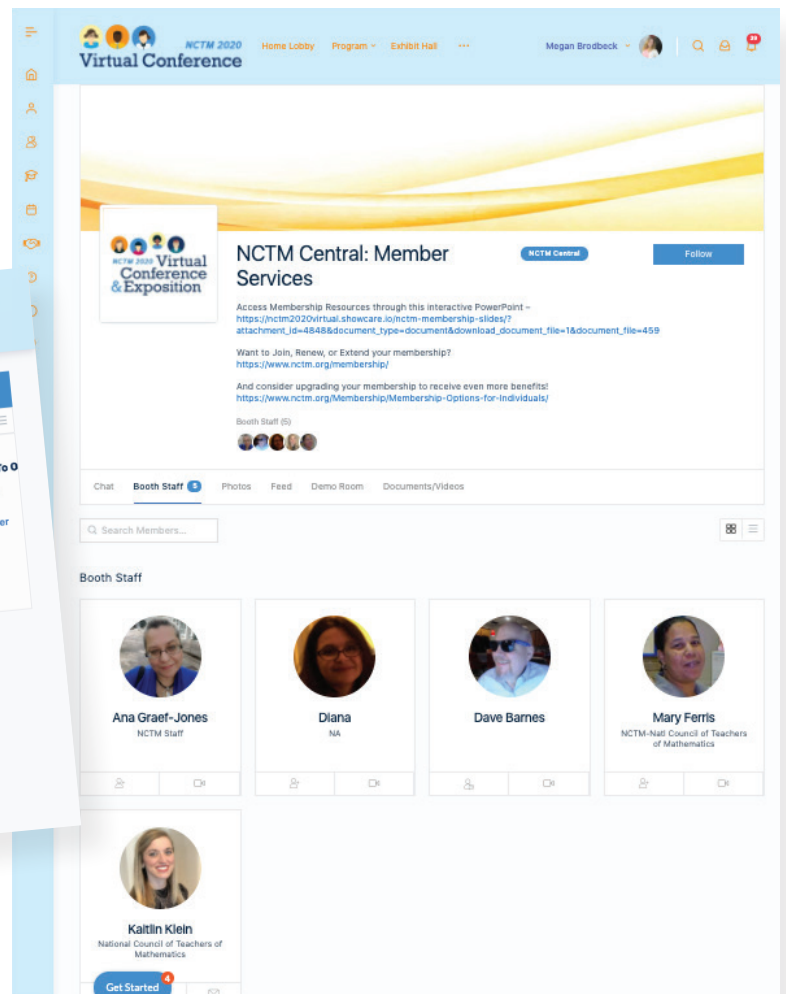 NCTM 2020
Virtual Conference
Home Lobby Program Exhibit Hall ...
Megan Brodbeck
NCTM 2020 Virtual
Conference
& Exposition
NCTM Central: Member
Services
NCTM Central
Follow
Access Membership Resources through this interactive PowerPoint –
https://nctm2020virtual.showcare.io/nctm-membership-slides/?
attachment_id=4848&document_type=document&download_document_file=1&document_file=459
Want to Join, Renew, or Extend your membership?
https://www.nctm.org/membership/
And consider upgrading your membership to receive even more benefits!
https://www.nctm.org/Membership/Membership-Options-for-Individuals/
Booth Staff (5)
Chat Booth Staff 5 Photos Feed Demo Room Documents/Videos
Search Members...
Booth Staff
Ana Graef-Jones
NCTM Staff
Diana
NA
Dave Barnes
Mary Ferris
NCTM-Natl Council of Teachers
of Mathematics
Kaitlin Klein
National Council of Teachers of
Mathematics
Get Started
4